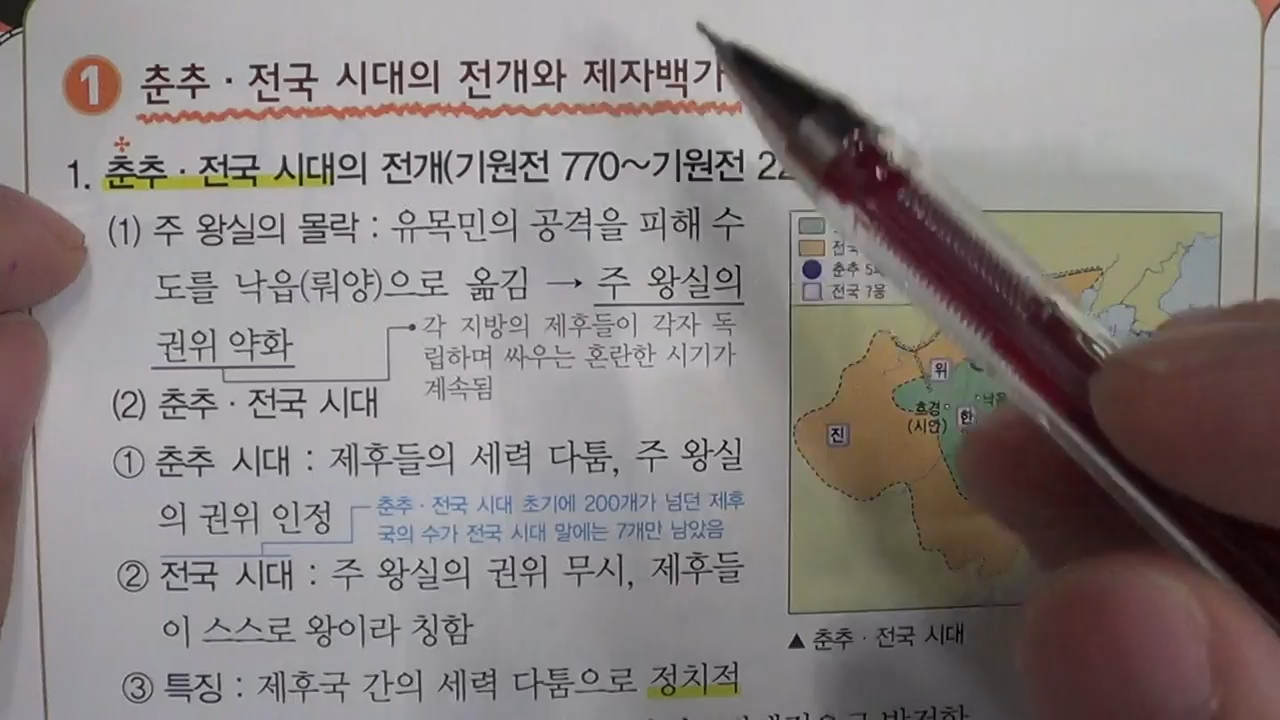 1 춘추·전국 시대의 전개와 제자백가
1. 춘추·전국 시대의 전개(기원전 770~기원전 22
(1) 주 왕실의 몰락 : 유목민의 공격을 피해 수
도를 낙읍(뤄양)으로 옮김 → 주 왕실의
권위 약화
각 지방의 제후들이 각자 독
립하며 싸우는 혼란한 시기가
계속됨
(2) 춘추·전국 시대
① 춘추 시대 : 제후들의 세력 다툼, 주 왕실
의 권위 인정
춘추·전국 시대 초기에 200개가 넘던 제후
국의 수가 전국 시대 말에는 7개만 남았음
② 전국 시대 : 주 왕실의 권위 무시, 제후들
이 스스로 왕이라 칭함
③ 특징 : 제후국 간의 세력 다툼으로 정치적
전국
춘추 5
전국 7웅
위
호경
(시안)
낙읍
한
진
▲ 춘추·전국 시대